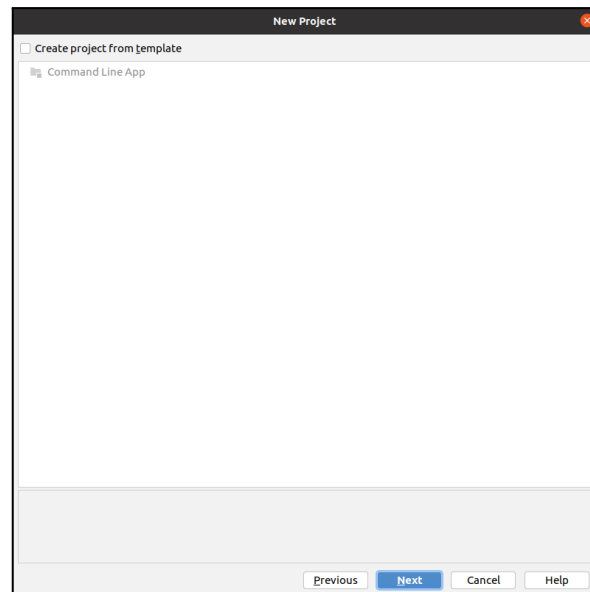 New Project
Create project from template
Command Line App
Previous Next Cancel Help